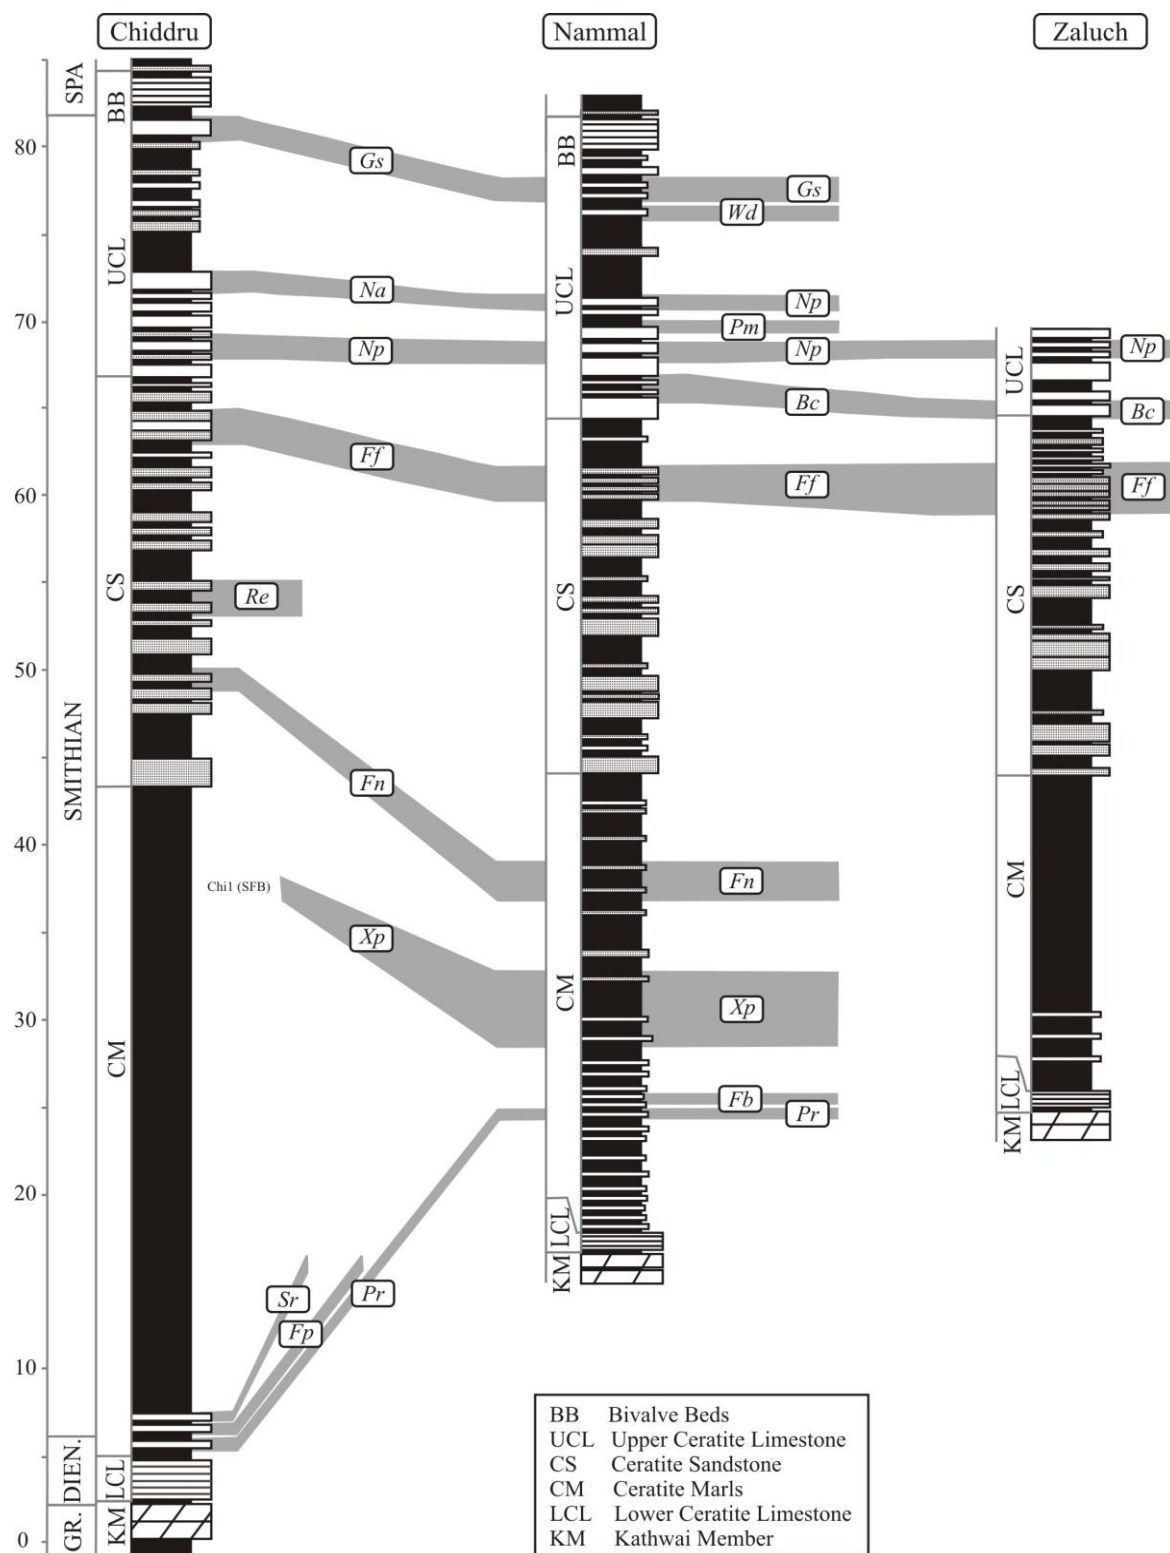 Chiddru
Nammal
Zaluch
SPA
SMITHIAN
DIEN.
GR.
80
70
60
50
40
30
20
10
0
BB
UCL
CS
CM
LCL
KM
Gs
Na
Np
Ff
Re
Fn
Chi1 (SFB)
Xp
Sr
Fp
Pr
BB
UCL
CS
CM
LCL
KM
Gs
Wd
Np
Pm
Np
Bc
Ff
Fn
Xp
Fb
Pr
UCL
CS
CM
LCL
KM
Np
Bc
Ff
BB Bivalve Beds
UCL Upper Ceratite Limestone
CS Ceratite Sandstone
CM Ceratite Marls
LCL Lower Ceratite Limestone
KM Kathwai Member